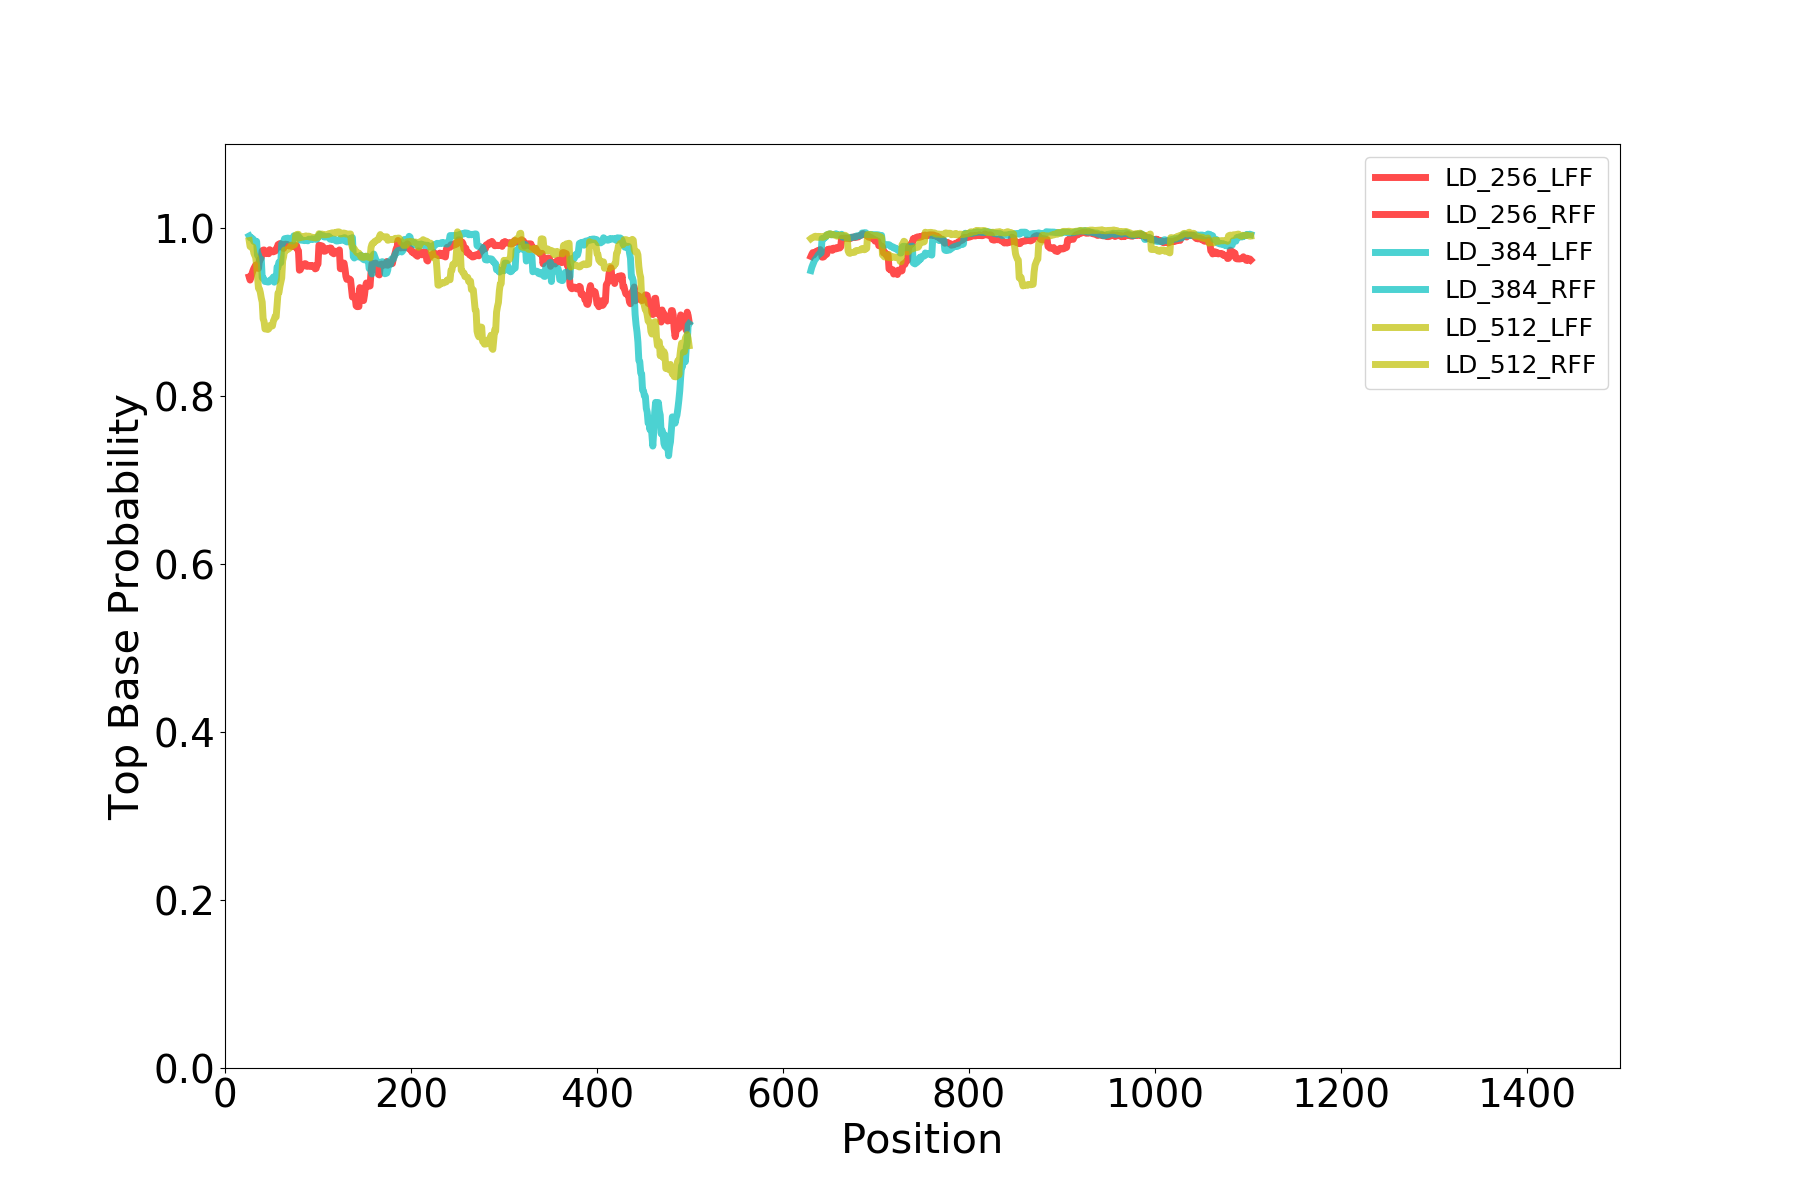 LD_256_LFF
LD_256_RFF
LD_384_LFF
LD_384_RFF
LD_512_LFF
LD_512_RFF
1.0
0.8
0.6
0.4
0.2
0.0
Top Base Probability
0 200 400 600 800 1000 1200 1400
Position